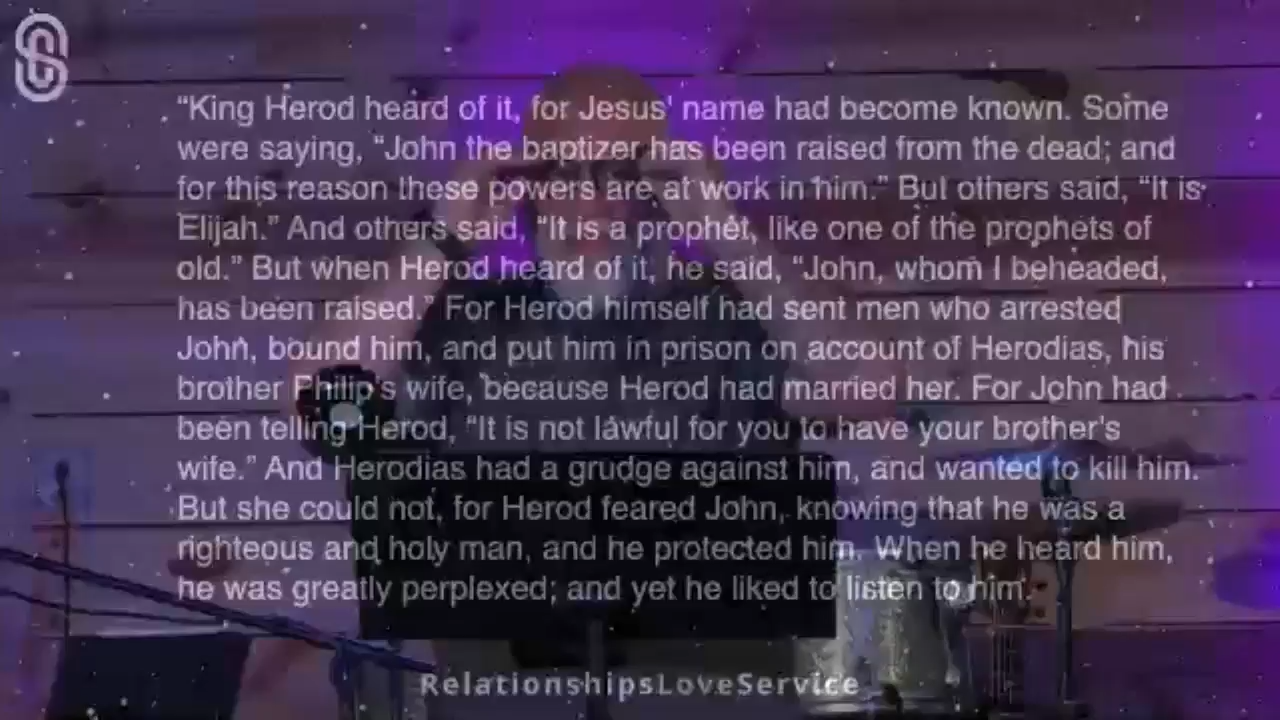 “King Herod heard of it, for Jesus' name had become known. Some
were saying, “John the baptizer has been raised from the dead; and
for this reason these powers are at work in him.” But others said, “It is
Elijah.” And others said, “It is a prophet, like one of the prophets of
old.” But when Herod heard of it, he said, “John, whom I beheaded,
has been raised.” For Herod himself had sent men who arrested
John, bound him, and put him in prison on account of Herodias, his
brother Philip's wife, because Herod had married her. For John had
been telling Herod, “It is not lawful for you to have your brother's
wife.” And Herodias had a grudge against him, and wanted to kill him.
But she could not, for Herod feared John, knowing that he was a
righteous and holy man, and he protected him. When he heard him,
he was greatly perplexed; and yet he liked to listen to him.
RelationshipsLoveService